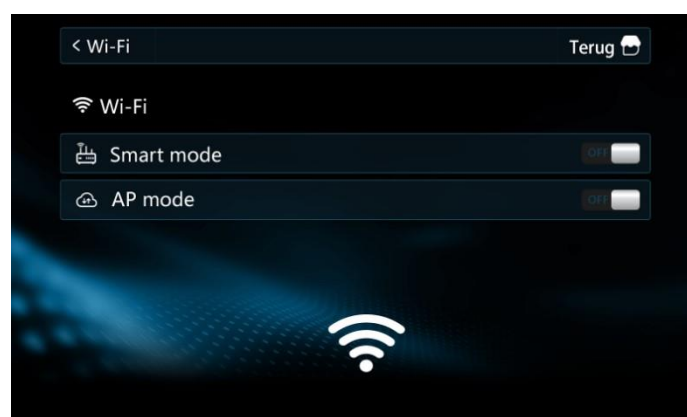 < Wi-Fi
Terug
Wi-Fi
Smart mode
OFF
AP mode
OFF